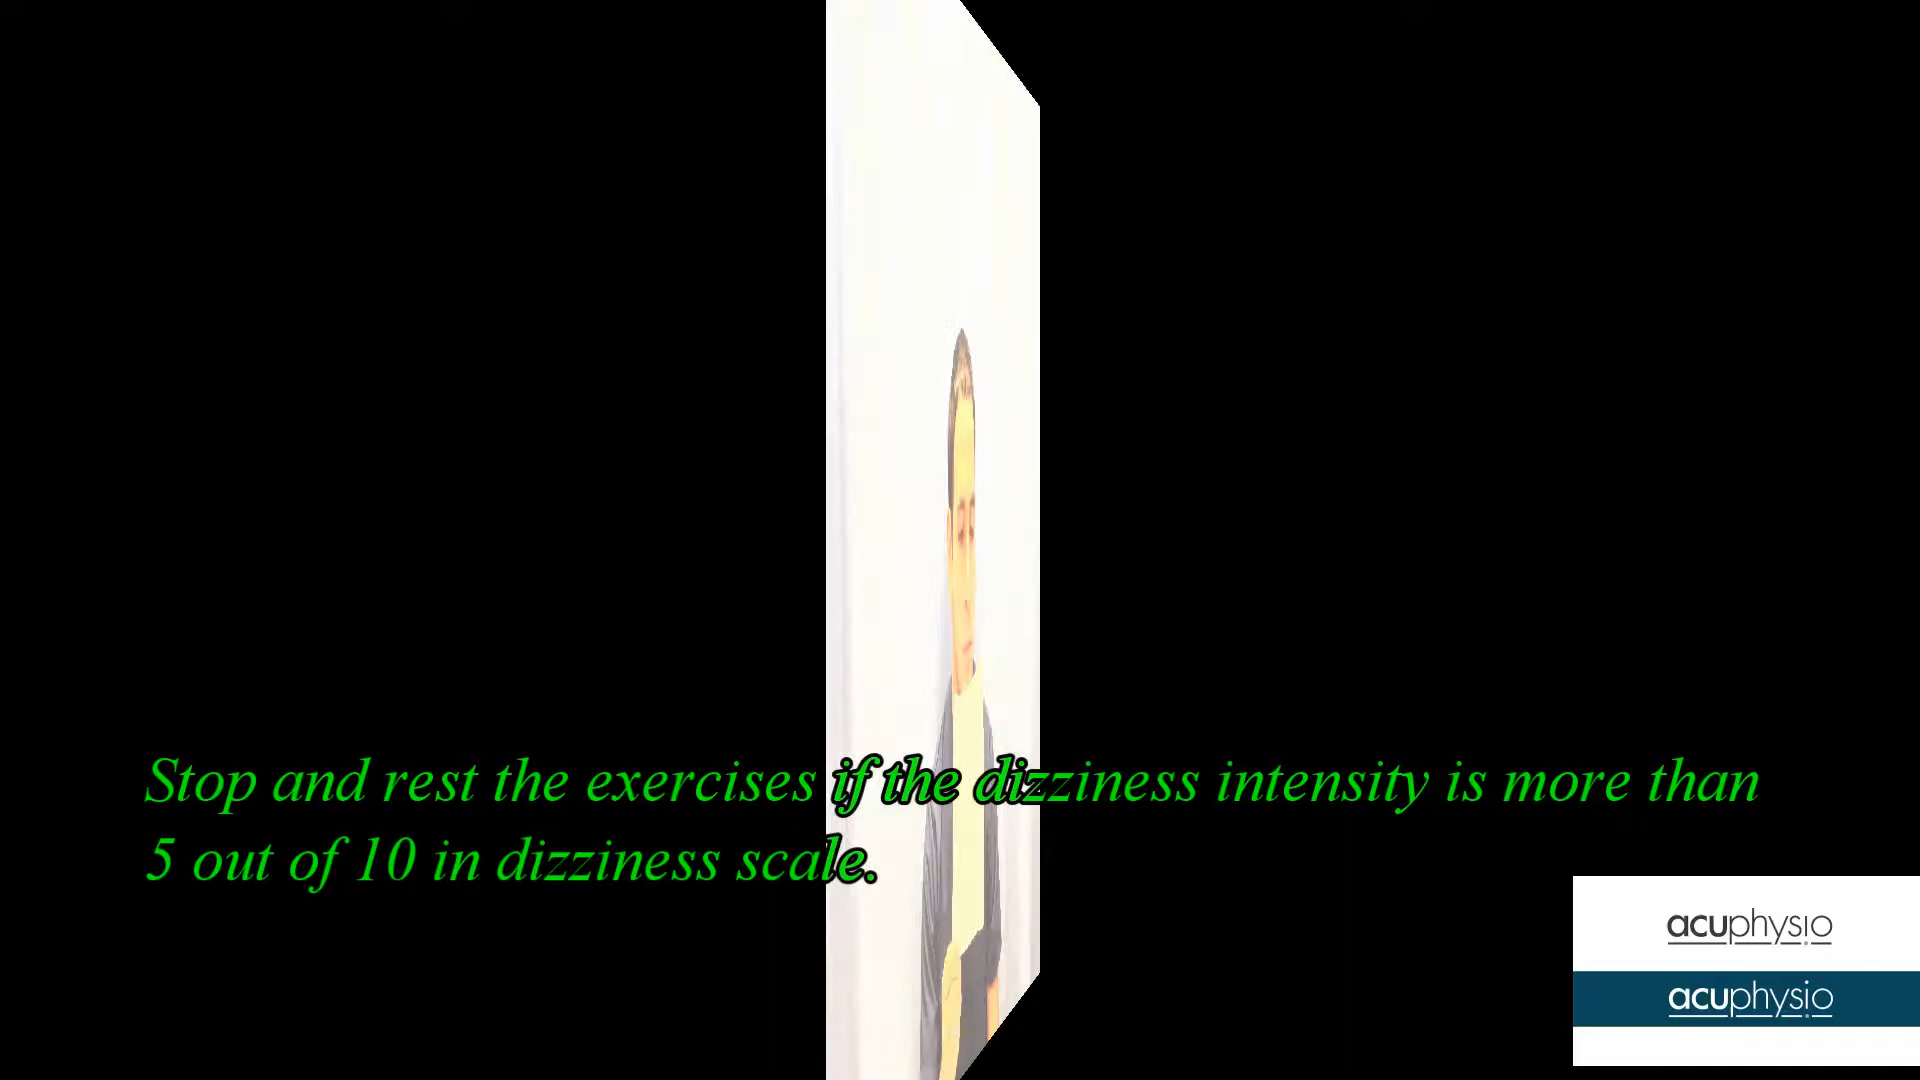 Stop and rest the exercises if the dizziness intensity is more than
5 out of 10 in dizziness scale.
acuphysio
acuphysio